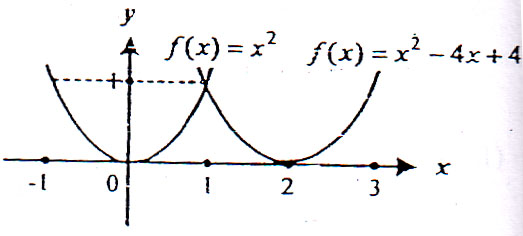 y
f(x) = x² f(x) = x² − 4x + 4
1
-1 0 1 2 3 x